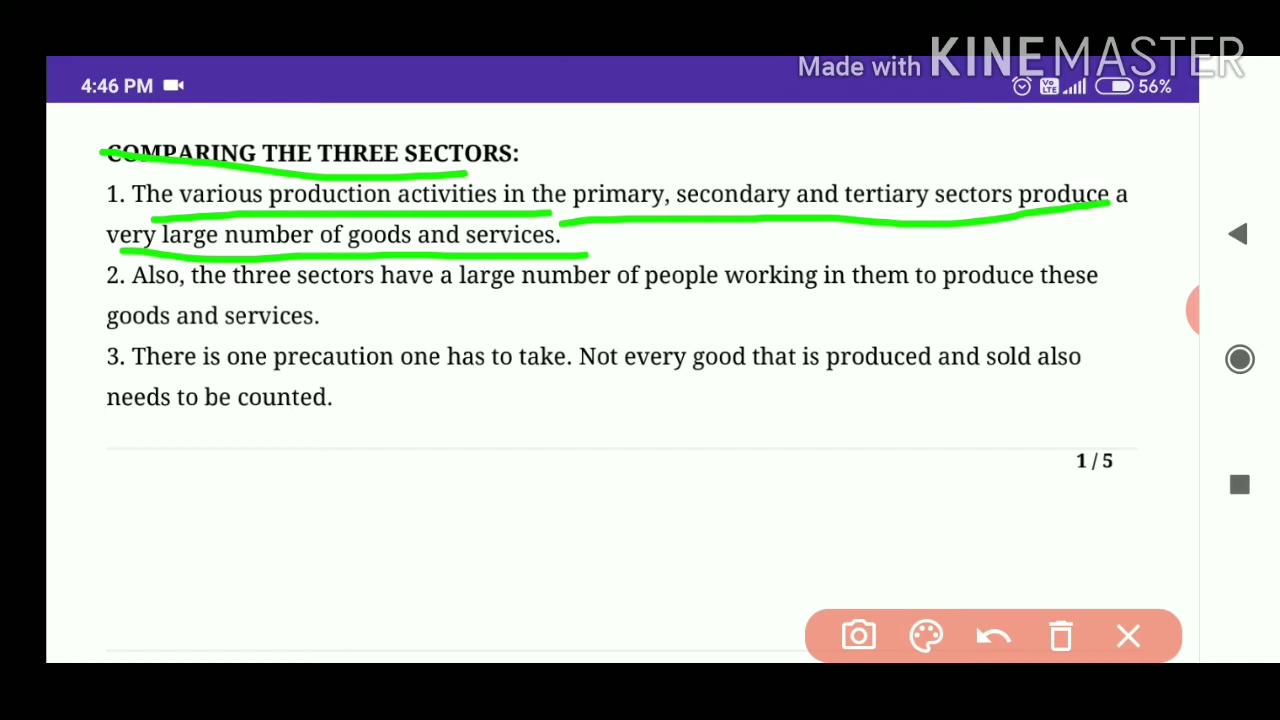 Made with KINEMASTER
4:46 PM Vo LTE 56%
COMPARING THE THREE SECTORS:
1. The various production activities in the primary, secondary and tertiary sectors produce a
very large number of goods and services.
2. Also, the three sectors have a large number of people working in them to produce these
goods and services.
3. There is one precaution one has to take. Not every good that is produced and sold also
needs to be counted.
1 / 5